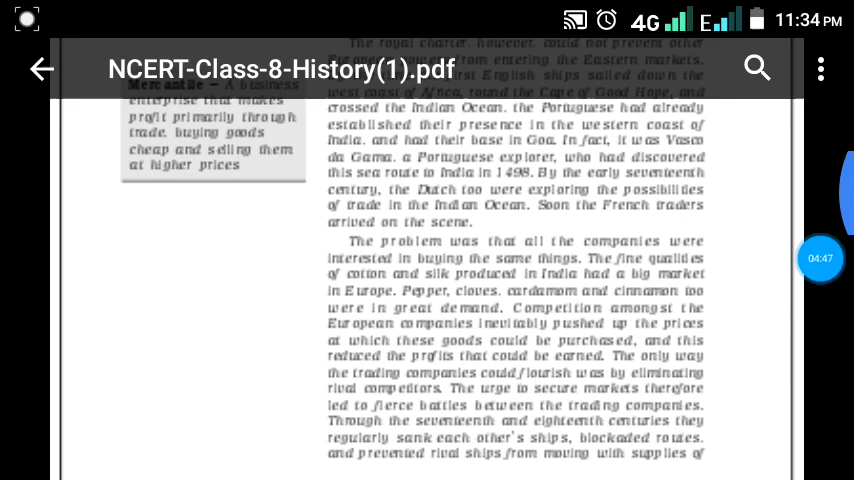 4G E 11:34 PM
NCERT-Class-8-History(1).pdf
Mercantile – A business
enterprise that makes
profit primarily through
trade, buying goods
cheap and selling them
at higher prices
The royal charter, however, could not prevent other
European powers from entering the Eastern markets.
first English ships sailed down the
west coast of Africa, round the Cape of Good Hope, and
crossed the Indian Ocean, the Portuguese had already
established their presence in the western coast of
India, and had their base in Goa. In fact, it was Vasco
da Gama, a Portuguese explorer, who had discovered
this sea route to India in 1498. By the early seventeenth
century, the Dutch too were exploring the possibilities
of trade in the Indian Ocean. Soon the French traders
arrived on the scene.
The problem was that all the companies were
interested in buying the same things. The fine qualities
of cotton and silk produced in India had a big market
in Europe. Pepper, cloves, cardamom and cinnamon too
were in great demand. Competition amongst the
European companies inevitably pushed up the prices
at which these goods could be purchased, and this
reduced the profits that could be earned. The only way
the trading companies could flourish was by eliminating
rival competitors. The urge to secure markets therefore
led to fierce battles between the trading companies.
Through the seventeenth and eighteenth centuries they
regularly sank each other's ships, blockaded routes,
and prevented rival ships from moving with supplies of
04:47